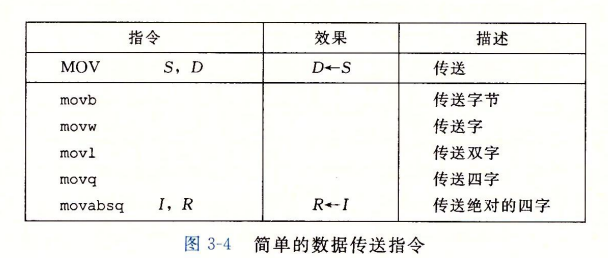 指令 效果 描述
MOV S, D D←S 传送
movb 传送字节
movw 传送字
movl 传送双字
movq 传送四字
movabsq I, R R←I 传送绝对的四字
图 3-4 简单的数据传送指令